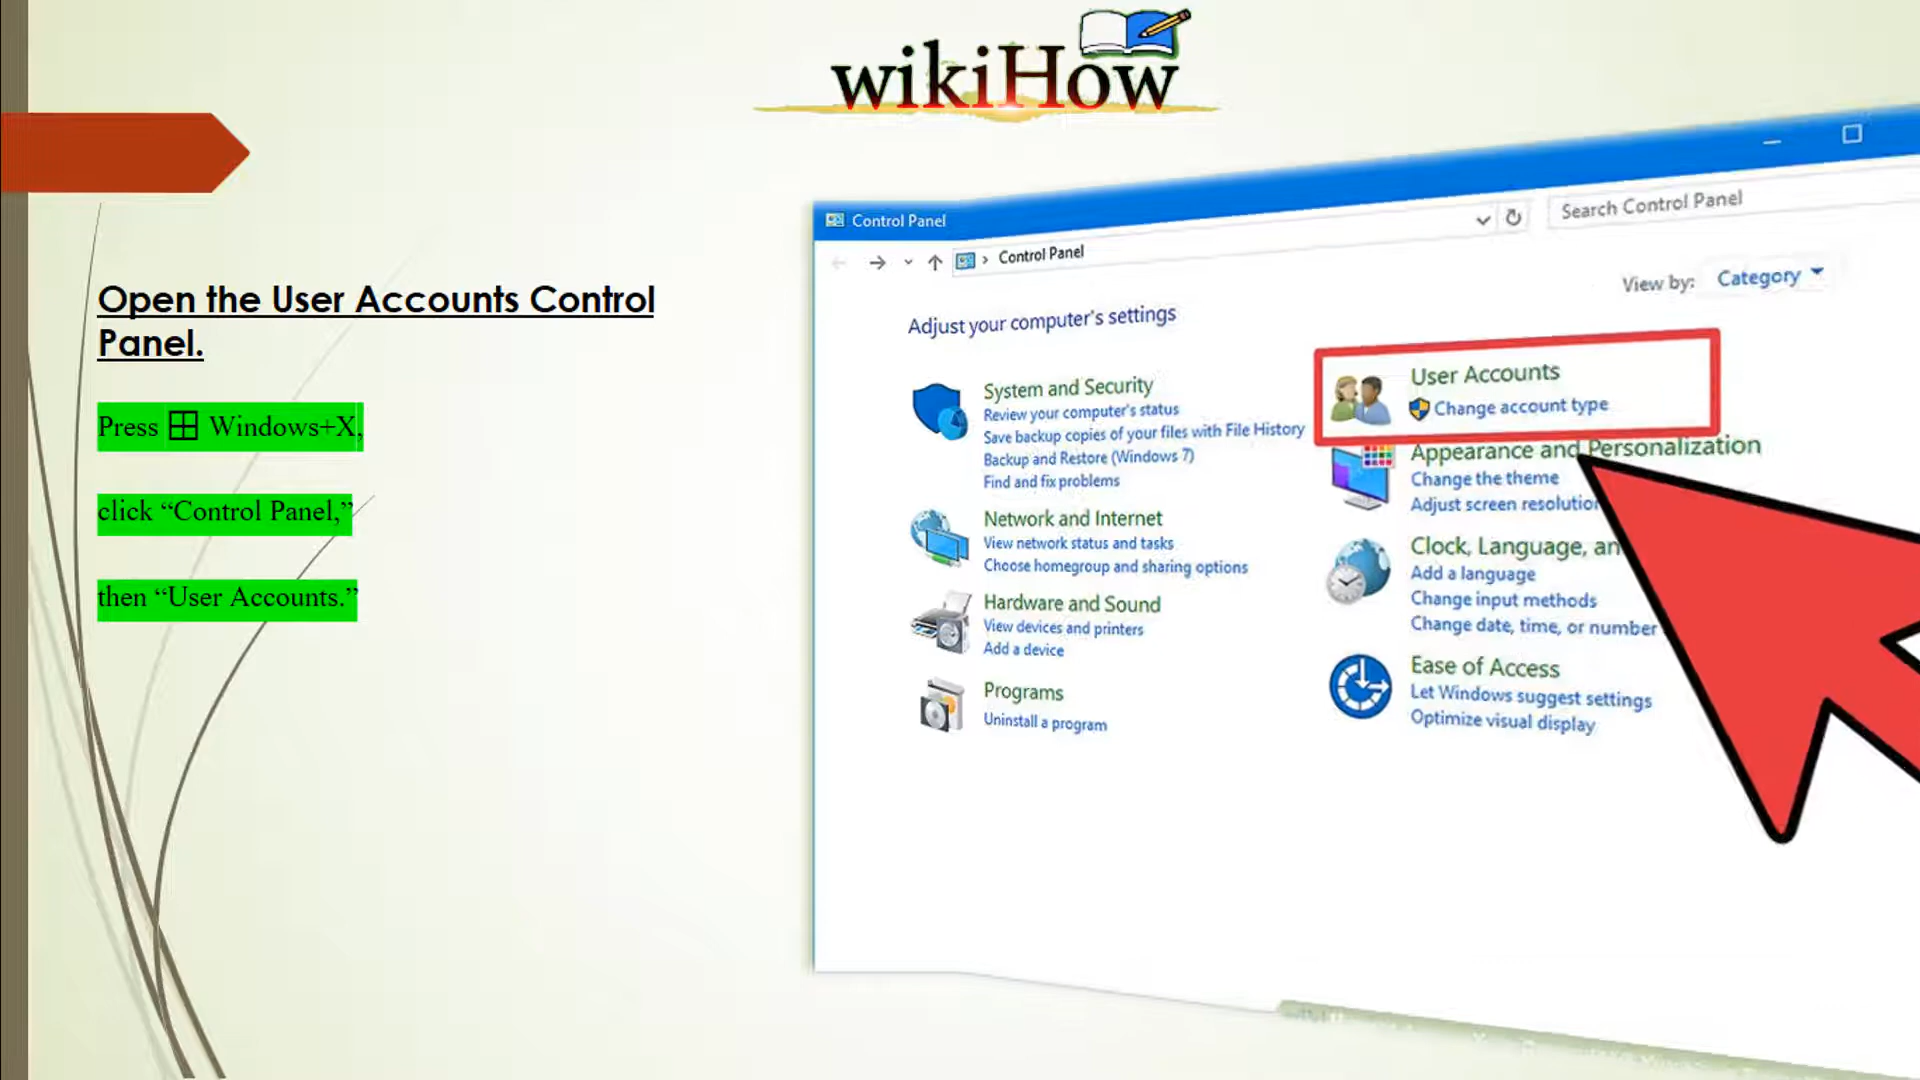 wikiHow
Open the User Accounts Control
Panel.
Press Windows+X,
click “Control Panel,”
then “User Accounts.”
Control Panel
Control Panel
Search Control Panel
View by: Category
Adjust your computer's settings
System and Security
Review your computer's status
Save backup copies of your files with File History
Backup and Restore (Windows 7)
Find and fix problems
Network and Internet
View network status and tasks
Choose homegroup and sharing options
Hardware and Sound
View devices and printers
Add a device
Programs
Uninstall a program
User Accounts
Change account type
Appearance and Personalization
Change the theme
Adjust screen resolution
Clock, Language, an
Add a language
Change input methods
Change date, time, or number
Ease of Access
Let Windows suggest settings
Optimize visual display